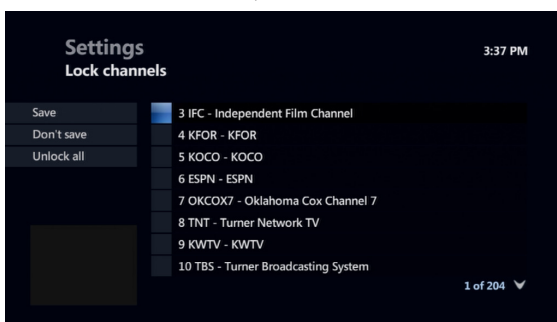 Settings
3:37 PM
Lock channels
Save
Don't save
Unlock all
3 IFC - Independent Film Channel
4 KFOR - KFOR
5 KOCO - KOCO
6 ESPN - ESPN
7 OKCOX7 - Oklahoma Cox Channel 7
8 TNT - Turner Network TV
9 KWTV - KWTV
10 TBS - Turner Broadcasting System
1 of 204